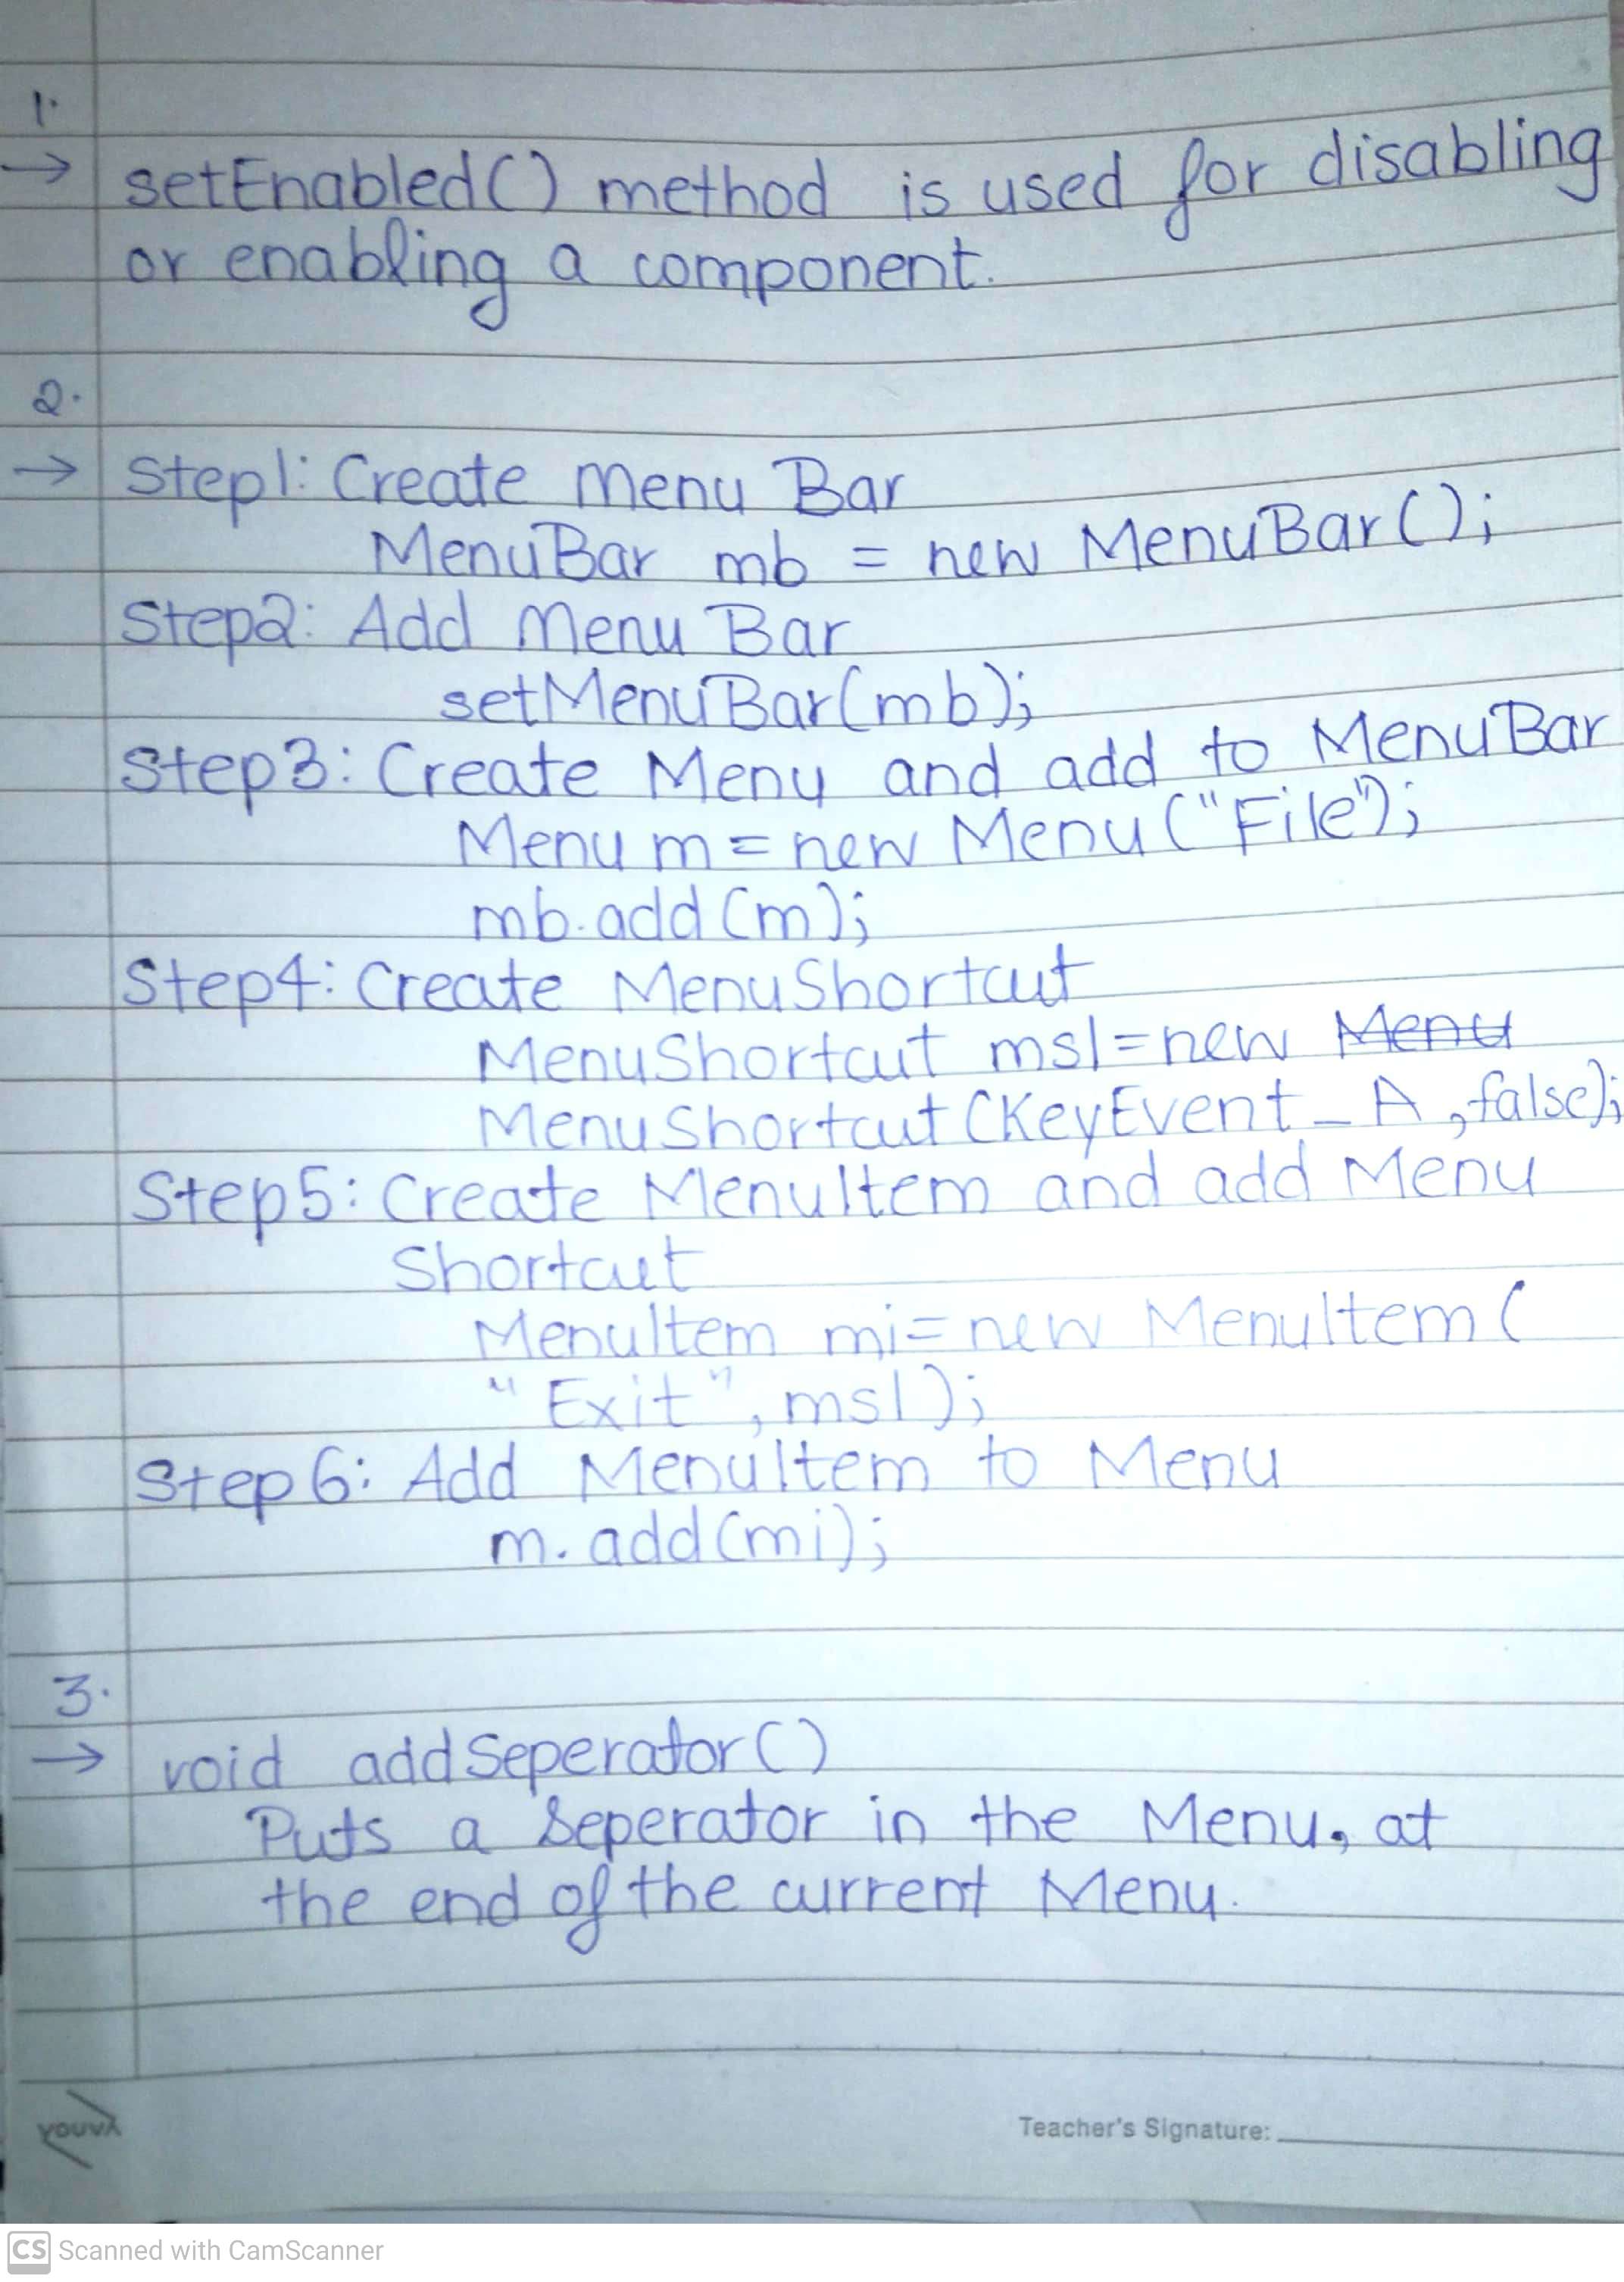 1.
→ setEnabled() method is used for disabling
or enabling a component.
2.
→ Step1: Create Menu Bar
MenuBar mb = new MenuBar();
Step2: Add Menu Bar
setMenuBar(mb);
Step3: Create Menu and add to MenuBar
Menu m = new Menu ("File");
mb.add(m);
Step4: Create MenuShortcut
MenuShortcut ms1 = new Menu
MenuShortcut (KeyEvent_A, false);
Step5: Create MenuItem and add Menu
Shortcut
MenuItem mi = new MenuItem (
"Exit", ms1);
Step6: Add MenuItem to Menu
m.add(mi);
3.
→ void addSeperator()
Puts a Seperator in the Menu, at
the end of the current Menu.
youva
Teacher's Signature:
CS Scanned with CamScanner